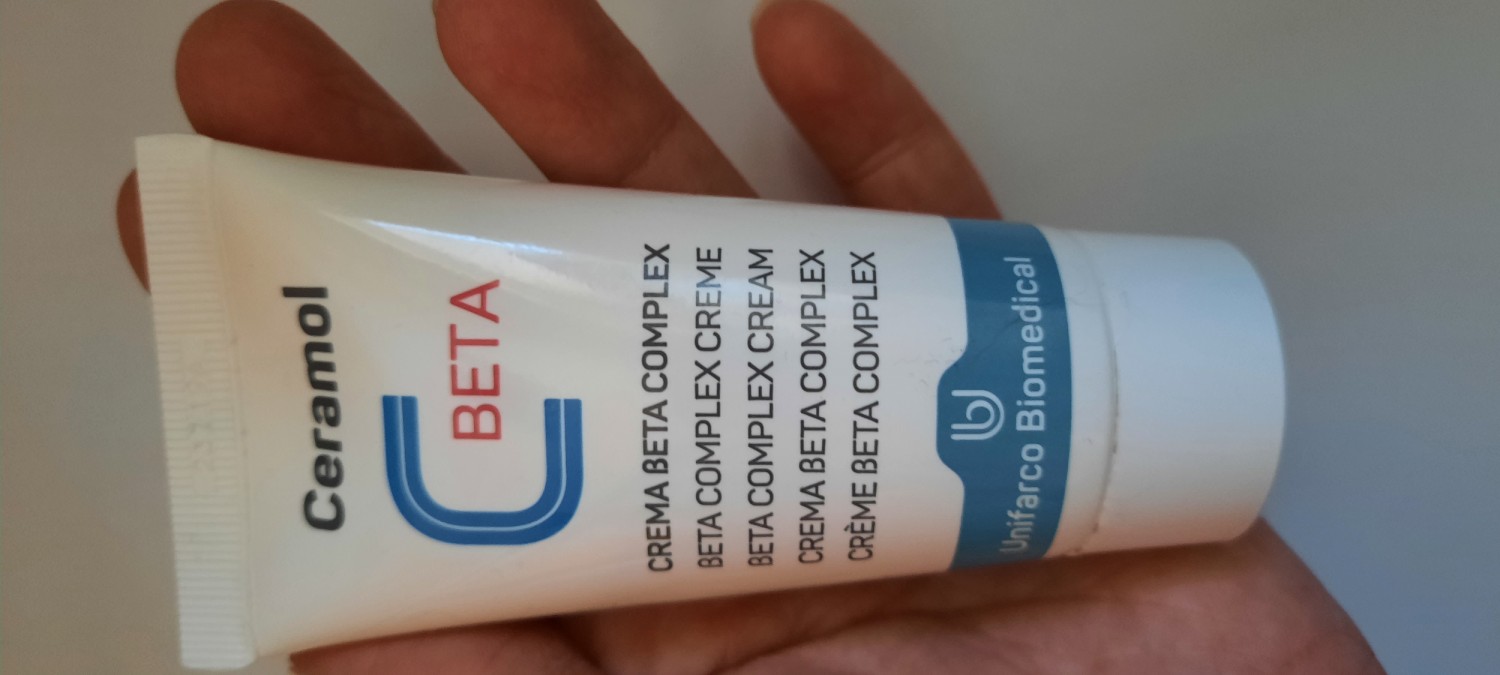 Ceramol
BETA
CREMA BETA COMPLEX
BETA COMPLEX CREME
BETA COMPLEX CREAM
CREMA BETA COMPLEX
CRÈME BETA COMPLEX
Unifarco Biomedical